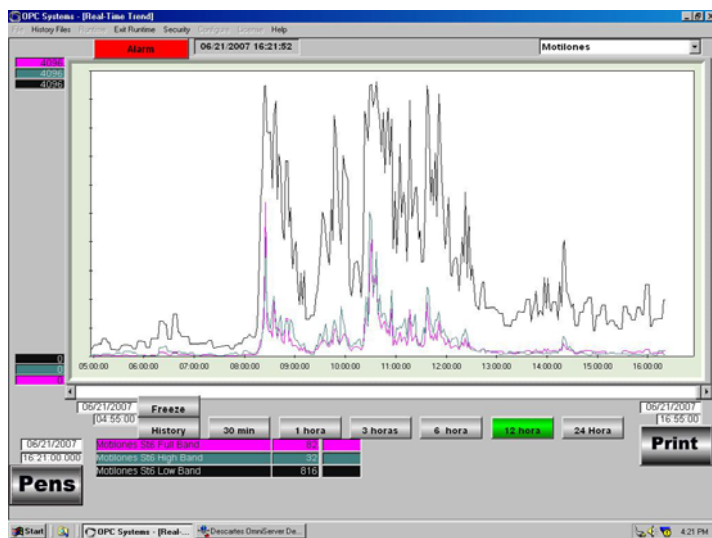 OPC Systems - [Real-Time Trend]
File History Files Runtime Exit Runtime Security Configure License Help
Alarm 06/21/2007 16:21:52 Motilones
4096
4096
4096
0
0
0
05:00:00 06:00:00 07:00:00 08:00:00 09:00:00 10:00:00 11:00:00 12:00:00 13:00:00 14:00:00 15:00:00 16:00:00
06/21/2007 Freeze 06/21/2007
04:55:00 History 30 min 1 hora 3 horas 6 hora 12 hora 24 Hora 16:55:00
06/21/2007 Motilones St6 Full Band 82 Print
16:21:00.000 Motilones St6 High Band 32
Pens Motilones St6 Low Band 816
Start OPC Systems - [Real-... Descartes OmniServer De... 4:21 PM